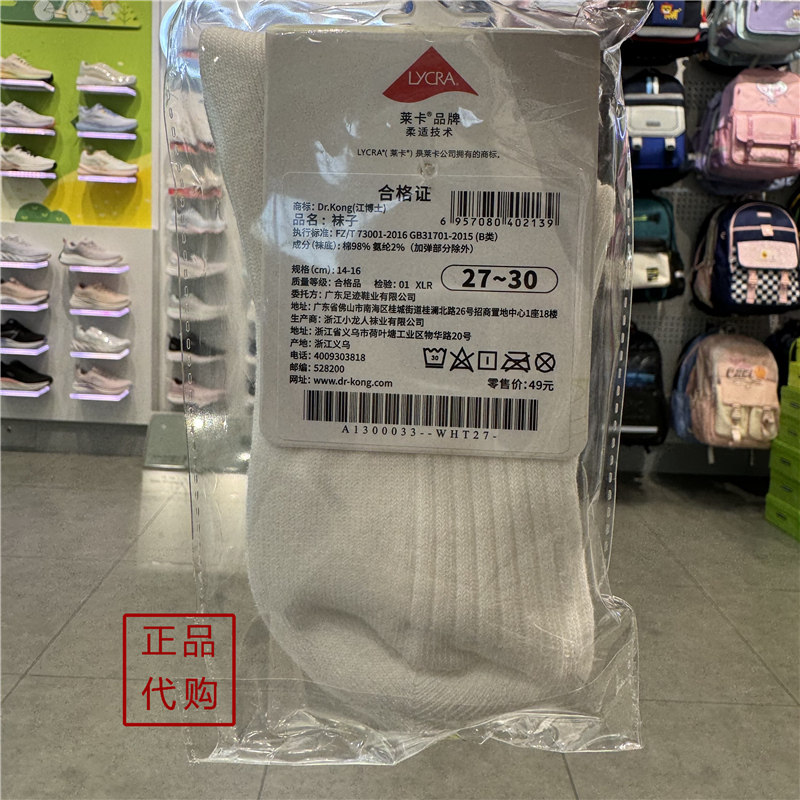 LYCRA®
莱卡®品牌
柔适技术
LYCRA®(莱卡®)是莱卡公司拥有的商标。
合格证
商标: Dr.Kong(江博士)
品名: 袜子
6 957080 402139
执行标准: FZ/T 73001-2016 GB31701-2015 (B类)
成分(袜底): 棉98% 氨纶2% (加弹部分除外)
规格(cm): 14-16
质量等级: 合格品 检验: 01 XLR
27~30
委托方: 广东足迹鞋业有限公司
地址: 广东省佛山市南海区桂城街道桂澜北路26号招商置地中心1座18楼
生产商: 浙江小龙人袜业有限公司
地址: 浙江省义乌市荷叶塘工业区物华路20号
产地: 浙江义乌
电话: 4009303818
邮编: 528200
网址: www.dr-kong.com
30
零售价: 49元
A1300033--WHT27-
正品
代购